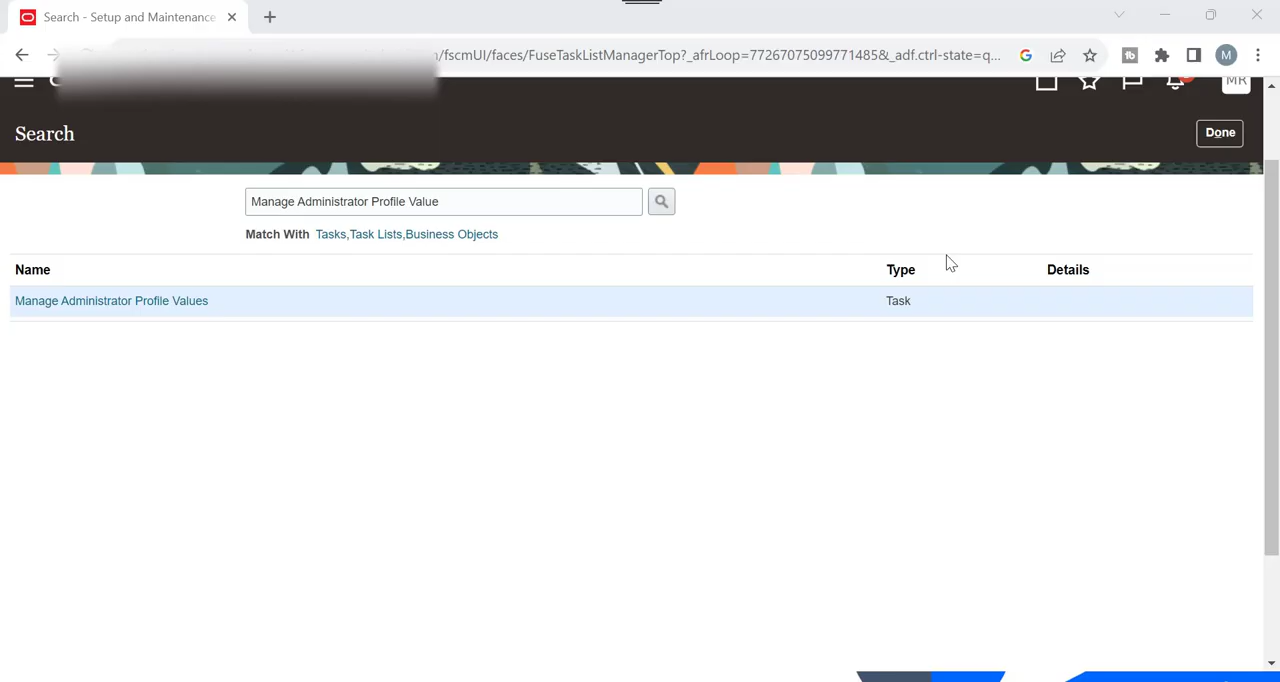 Search - Setup and Maintenance
/fscmUI/faces/FuseTaskListManagerTop?_afrLoop=77267075099771485&_adf.ctrl-state=q...
M
MR
Search
Done
Manage Administrator Profile Value
Match With Tasks,Task Lists,Business Objects
Name Type Details
Manage Administrator Profile Values Task